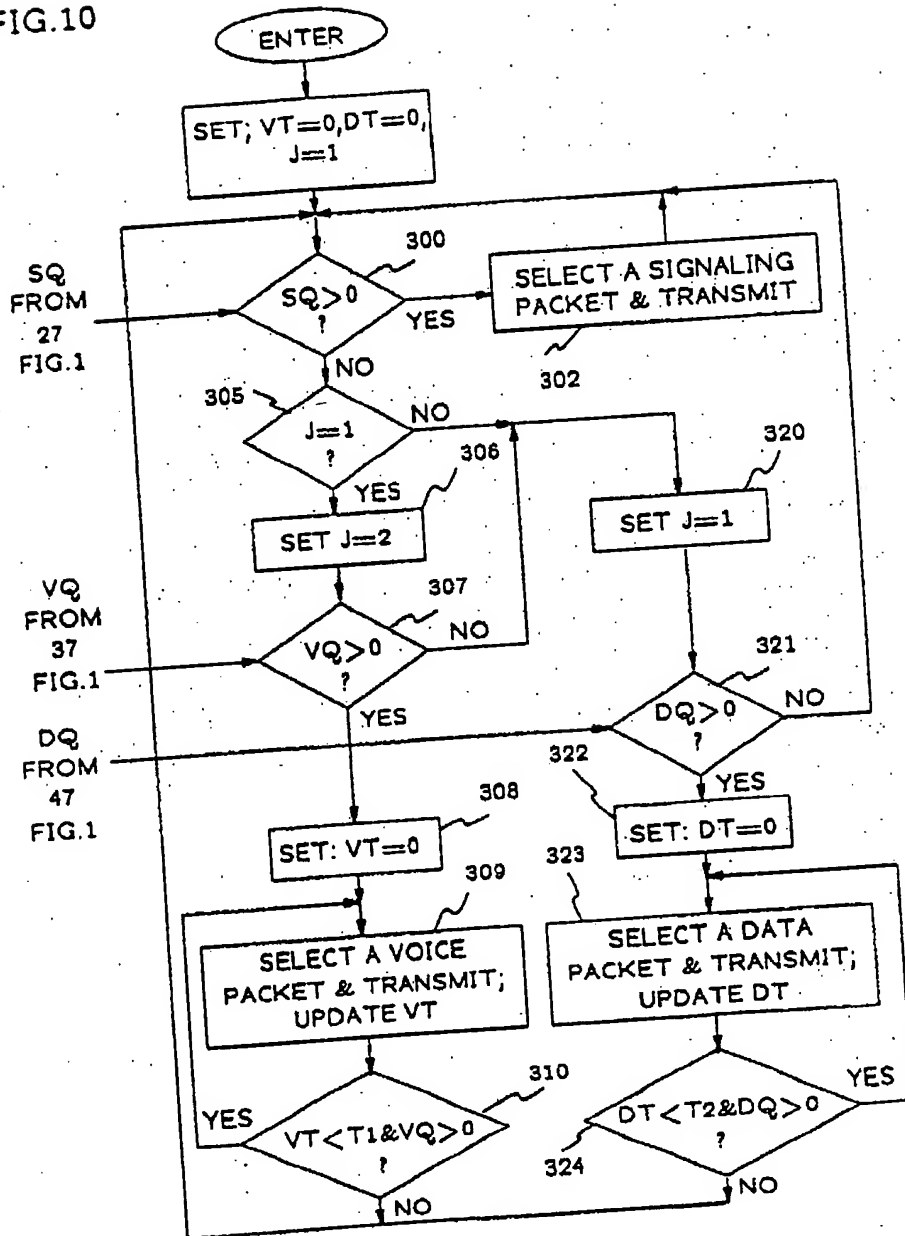 FIG.10
ENTER
SET; VT=0,DT=0,
J=1
300
SQ
FROM
27
FIG.1
SQ>0
?
YES
NO
SELECT A SIGNALING
PACKET & TRANSMIT
302
305
J=1
?
NO
YES
306
SET J=2
320
SET J=1
VQ
FROM
37
FIG.1
307
VQ>0
?
NO
YES
321
DQ>0
?
NO
YES
DQ
FROM
47
FIG.1
322
308
SET: VT=0
SET: DT=0
309
323
SELECT A VOICE
PACKET & TRANSMIT;
UPDATE VT
SELECT A DATA
PACKET & TRANSMIT;
UPDATE DT
310
YES
VT<T1&VQ>0
?
NO
324
DT<T2&DQ>0
?
YES
NO